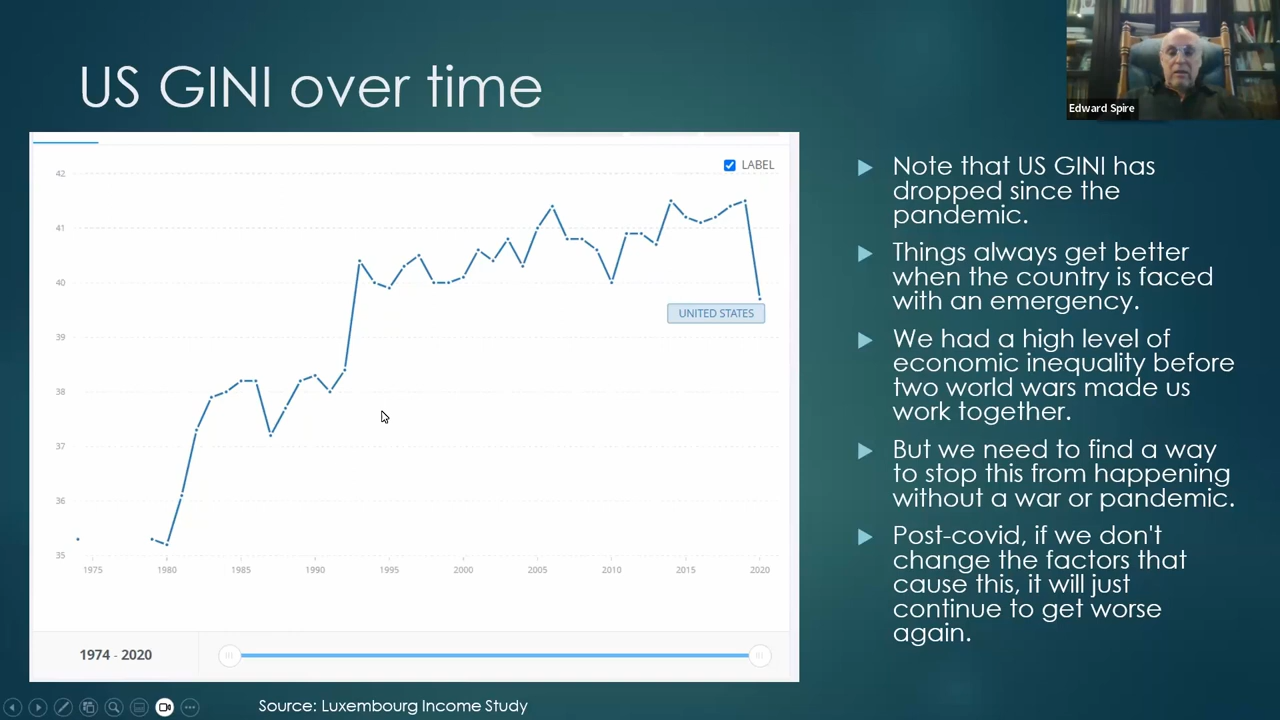 US GINI over time
Edward Spire
LABEL
42
41
40
39
38
37
36
35
UNITED STATES
1975
1980
1985
1990
1995
2000
2005
2010
2015
2020
1974 - 2020
Note that US GINI has
dropped since the
pandemic.
Things always get better
when the country is faced
with an emergency.
We had a high level of
economic inequality before
two world wars made us
work together.
But we need to find a way
to stop this from happening
without a war or pandemic.
Post-covid, if we don't
change the factors that
cause this, it will just
continue to get worse
again.
Source: Luxembourg Income Study